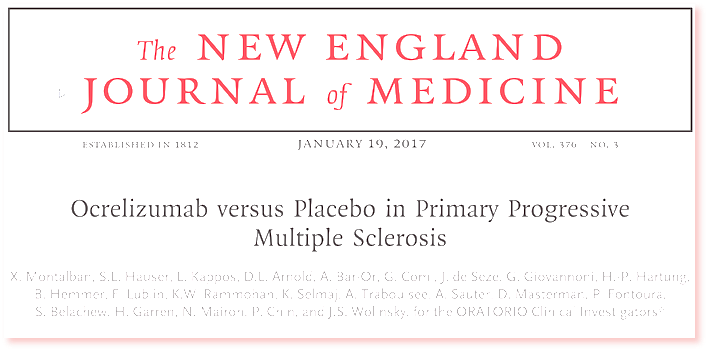 The NEW ENGLAND
JOURNAL of MEDICINE
ESTABLISHED IN 1812 JANUARY 19, 2017 VOL. 376 NO. 3
Ocrelizumab versus Placebo in Primary Progressive
Multiple Sclerosis
X. Montalban, S.L. Hauser, L. Kappos, D.L. Arnold, A. Bar-Or, G. Comi, J. de Seze, G. Giovannoni, H.-P. Hartung,
B. Hemmer, F. Lublin, K.W. Rammohan, K. Selmaj, A. Traboulsee, A. Sauter, D. Masterman, P. Fontoura,
S. Belachew, H. Garren, N. Mairon, P. Chin, and J.S. Wolinsky, for the ORATORIO Clinical Investigators*